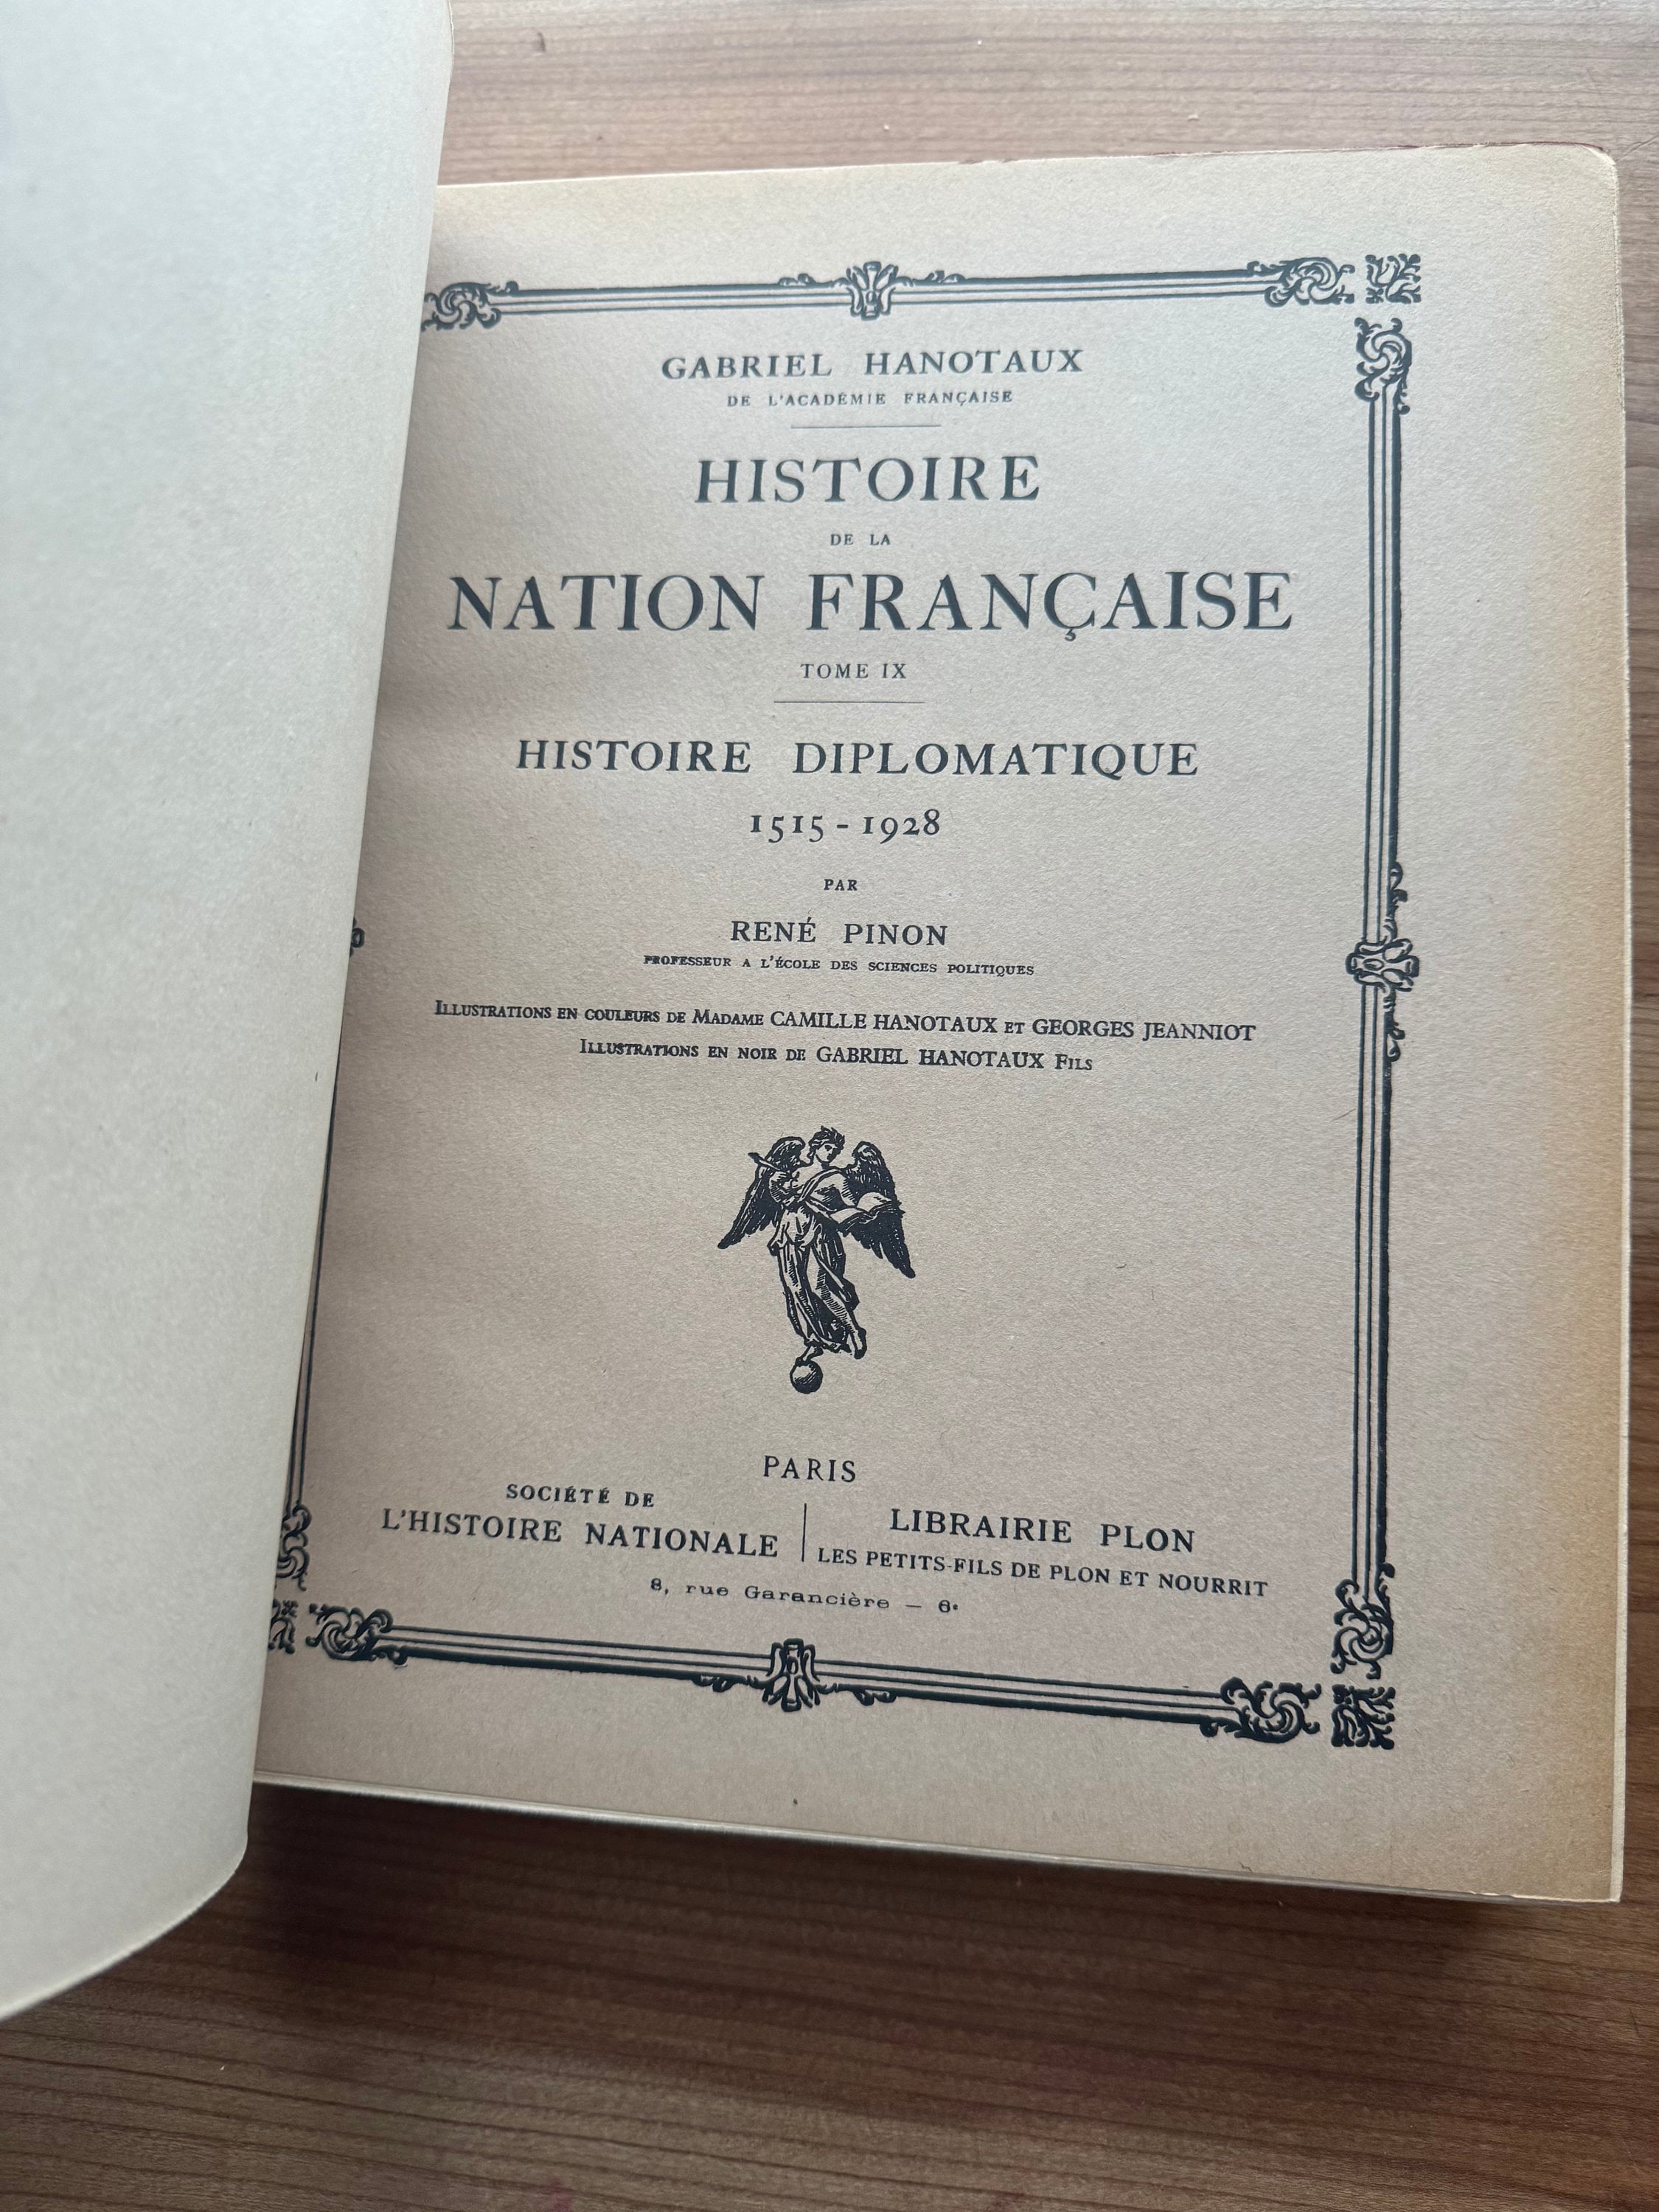 GABRIEL HANOTAUX
DE L'ACADÉMIE FRANÇAISE
HISTOIRE
DE LA
NATION FRANÇAISE
TOME IX
HISTOIRE DIPLOMATIQUE
1515-1928
PAR
RENÉ PINON
PROFESSEUR A L'ÉCOLE DES SCIENCES POLITIQUES
ILLUSTRATIONS EN COULEURS DE MADAME CAMILLE HANOTAUX ET GEORGES JEANNIOT
ILLUSTRATIONS EN NOIR DE GABRIEL HANOTAUX FILS
PARIS
SOCIÉTÉ DE
L'HISTOIRE NATIONALE
LIBRAIRIE PLON
LES PETITS-FILS DE PLON ET NOURRIT
8, rue Garancière — 6e